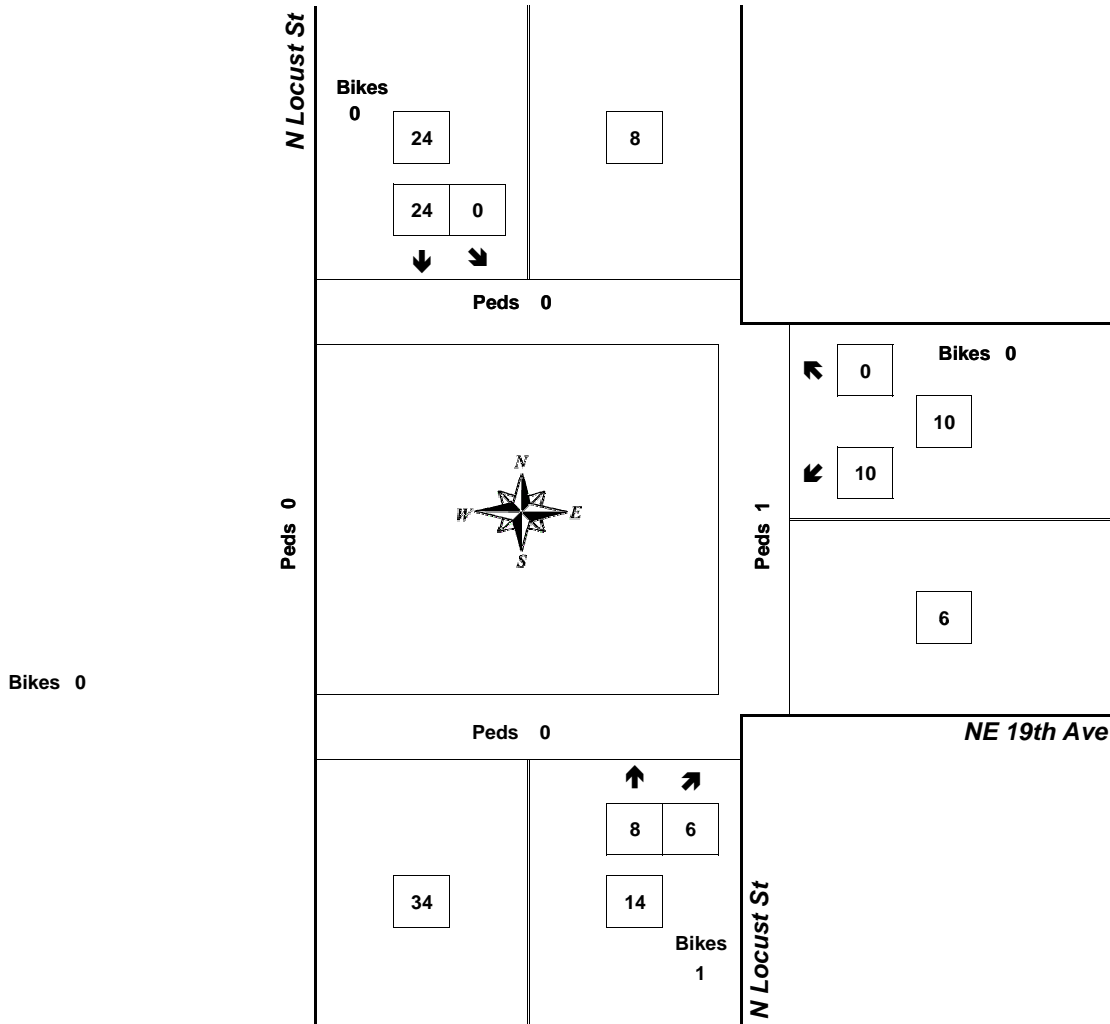 N Locust St
Bikes
0
24
8
24 0
Peds 0
Bikes 0
0
10
10
N
W E
S
Peds 0
Peds 1
6
Bikes 0
Peds 0
NE 19th Ave
8 6
34
14
Bikes
1
N Locust St